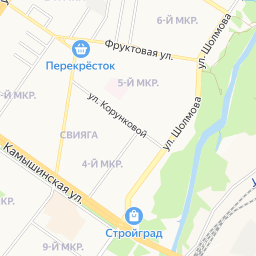 6-Й МКР.
Фруктовая ул.
ул. Шолмова
Перекрёсток
-Й МКР.
5-Й МКР.
ул. Корунковой
ул. Шолмова
СВИЯГА
4-Й МКР.
Камышинская ул.
Стройград
9-Й МКР.